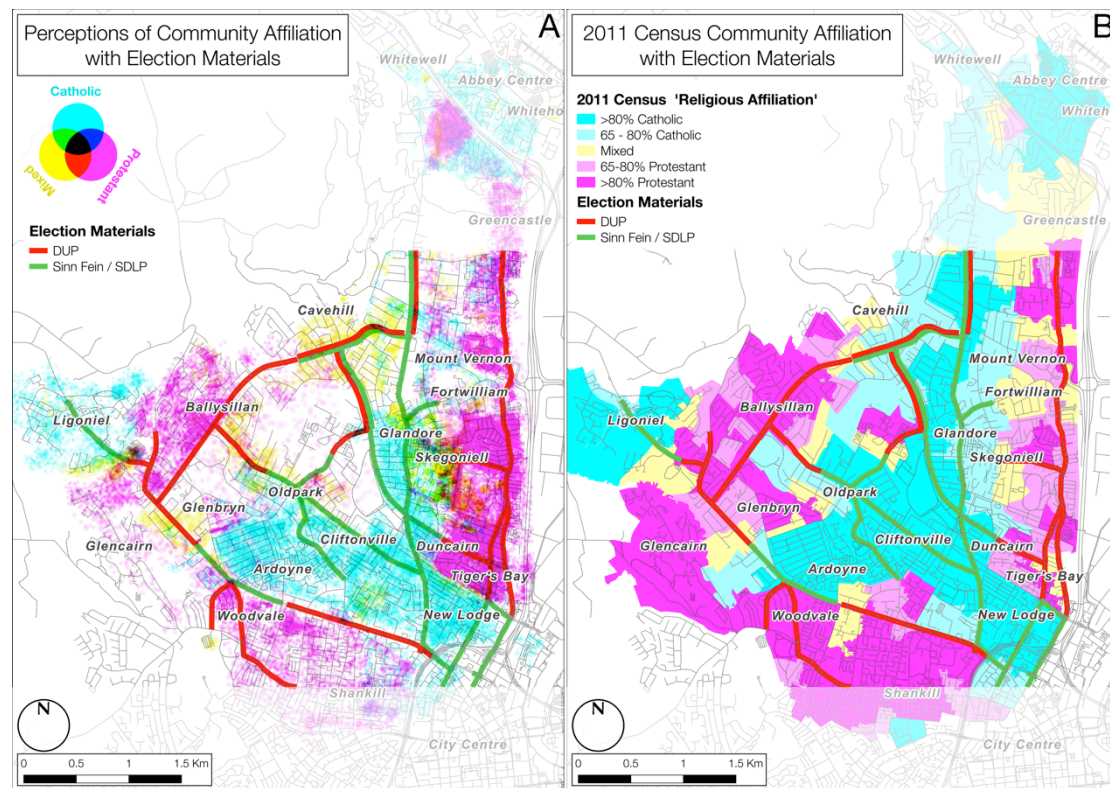 Perceptions of Community Affiliation
with Election Materials
A
Catholic
Mixed
Protestant
Election Materials
DUP
Sinn Fein / SDLP
Whitewell
Abbey Centre
Whiteho
Greencastle
Cavehill
Mount Vernon
Fortwilliam
Ballysillan
Ligoniel
Glandore
Skegoniell
Oldpark
Glenbryn
Cliftonville
Glencairn
Duncairn
Ardoyne
Tiger's Bay
Woodvale
New Lodge
Shankill
City Centre
N
0 0.5 1 1.5 Km
2011 Census Community Affiliation
with Election Materials
B
2011 Census 'Religious Affiliation'
>80% Catholic
65 - 80% Catholic
Mixed
65-80% Protestant
>80% Protestant
Election Materials
DUP
Sinn Fein / SDLP
Whitewell
Abbey Centre
Whiteh
Greencastle
Cavehill
Mount Vernon
Fortwilliam
Ballysillan
Ligoniel
Glandore
Skegoniell
Oldpark
Glenbryn
Cliftonville
Glencairn
Duncairn
Ardoyne
Tiger's Bay
Woodvale
New Lodge
Shankill
City Centre
N
0 0.5 1 1.5 Km